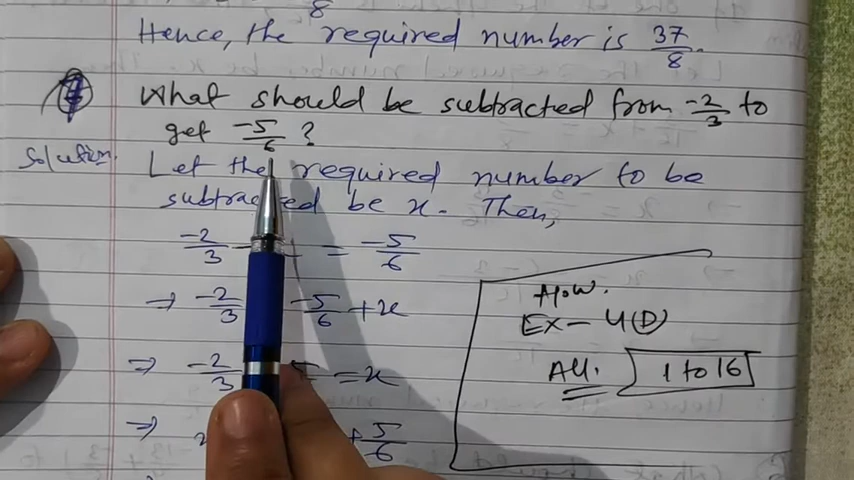 8
Hence, the required number is 37/8.
What should be subtracted from -2/3 to
get -5/6 ?
Solution. Let the required number to be
subtracted be x. Then,
-2/3 - = -5/6
⇒ -2/3 -5/6 + x
⇒ -2/3 = x
⇒ + 5/6
H.W.
Ex - 4(D)
All. 1 to 16